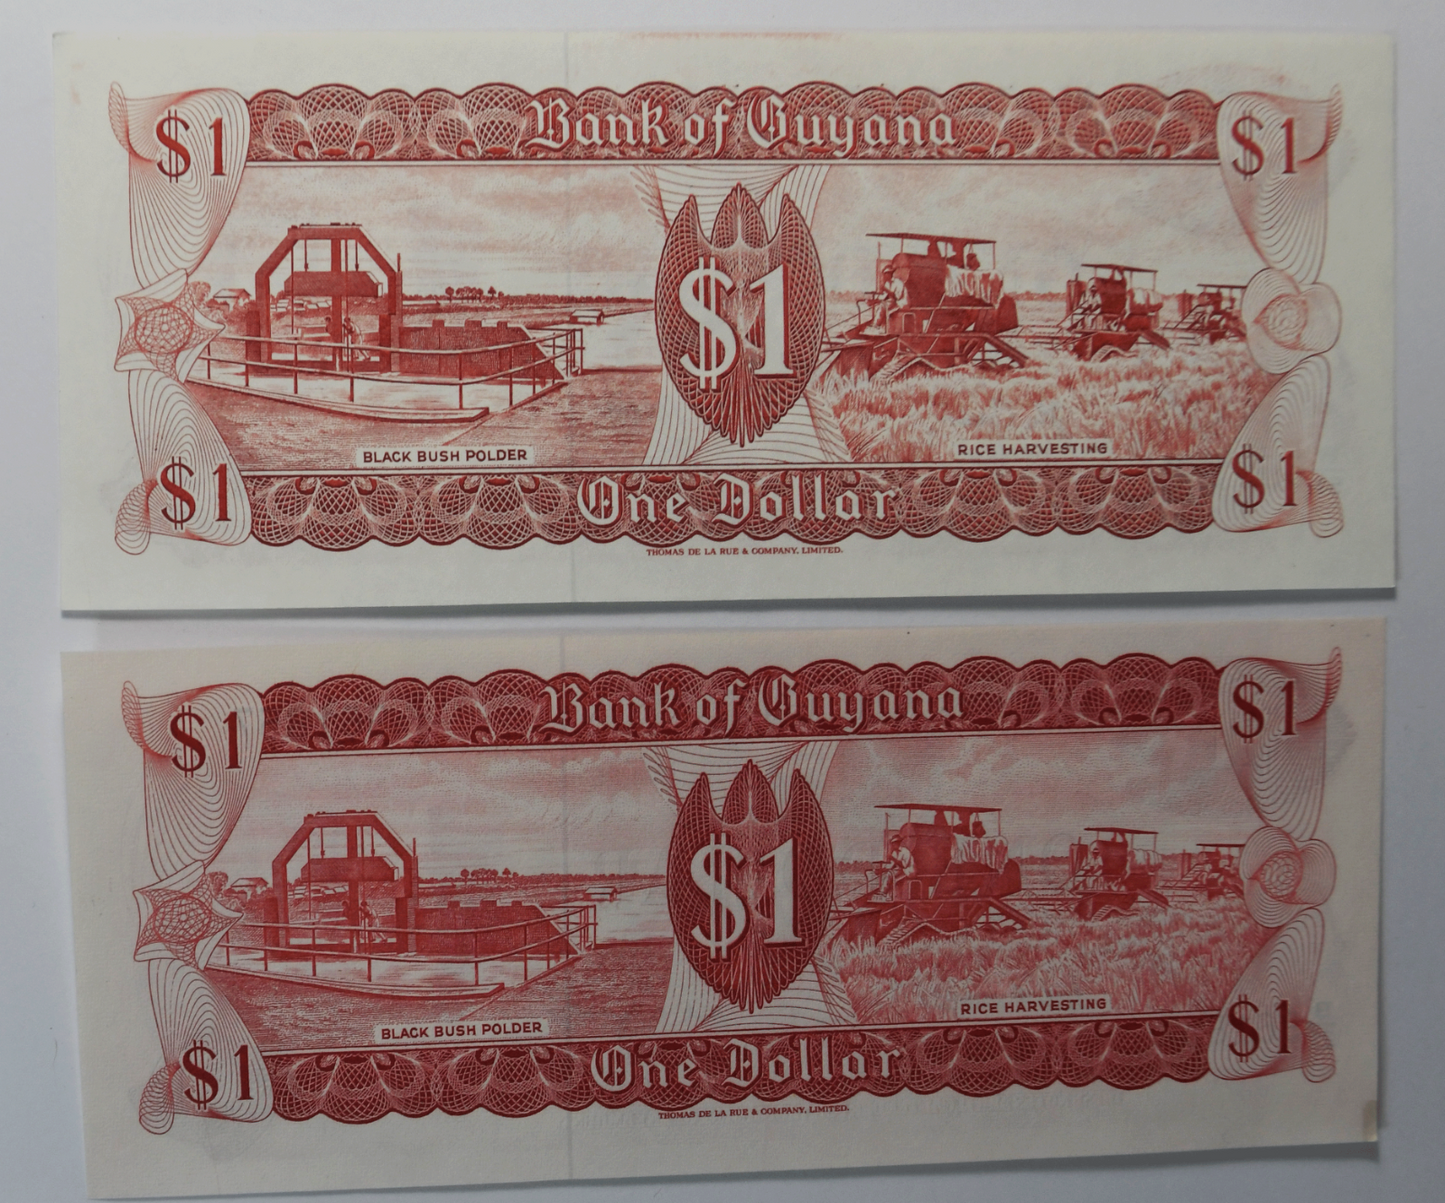 $1 Bank of Guyana $1
$1
BLACK BUSH POLDER RICE HARVESTING
$1 One Dollar $1
THOMAS DE LA RUE & COMPANY, LIMITED.
$1 Bank of Guyana $1
$1
BLACK BUSH POLDER RICE HARVESTING
$1 One Dollar $1
THOMAS DE LA RUE & COMPANY, LIMITED.